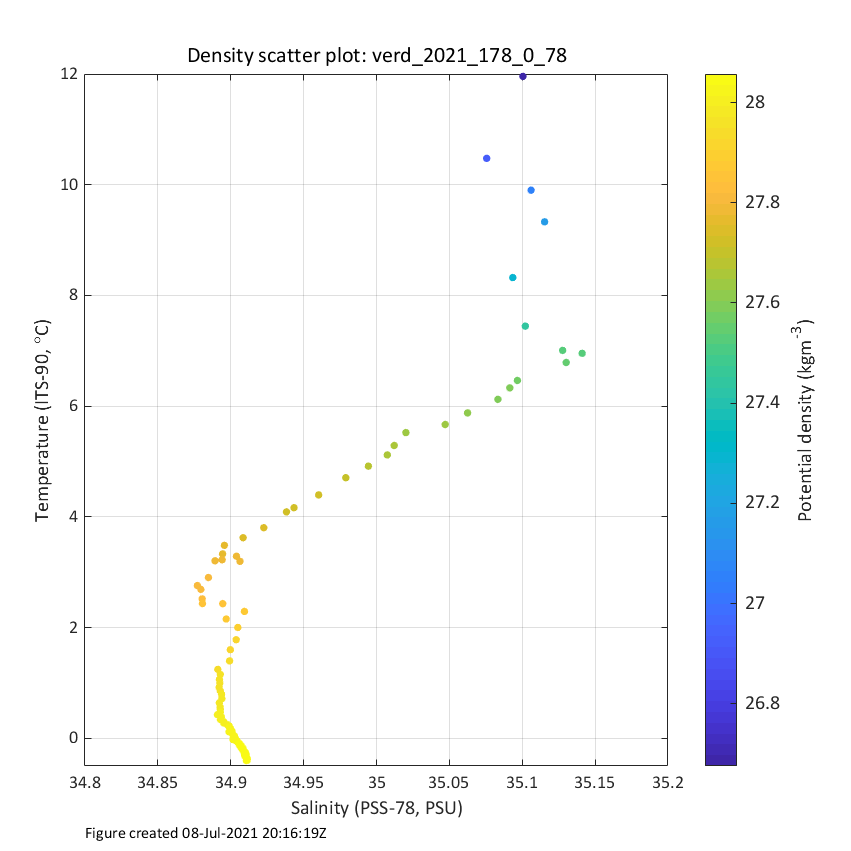 Density scatter plot: verd_2021_178_0_78
12
10
8
6
4
2
0
Temperature (ITS-90, °C)
34.8 34.85 34.9 34.95 35 35.05 35.1 35.15 35.2
Salinity (PSS-78, PSU)
28
27.8
27.6
27.4
27.2
27
26.8
Potential density (kgm-3)
Figure created 08-Jul-2021 20:16:19Z